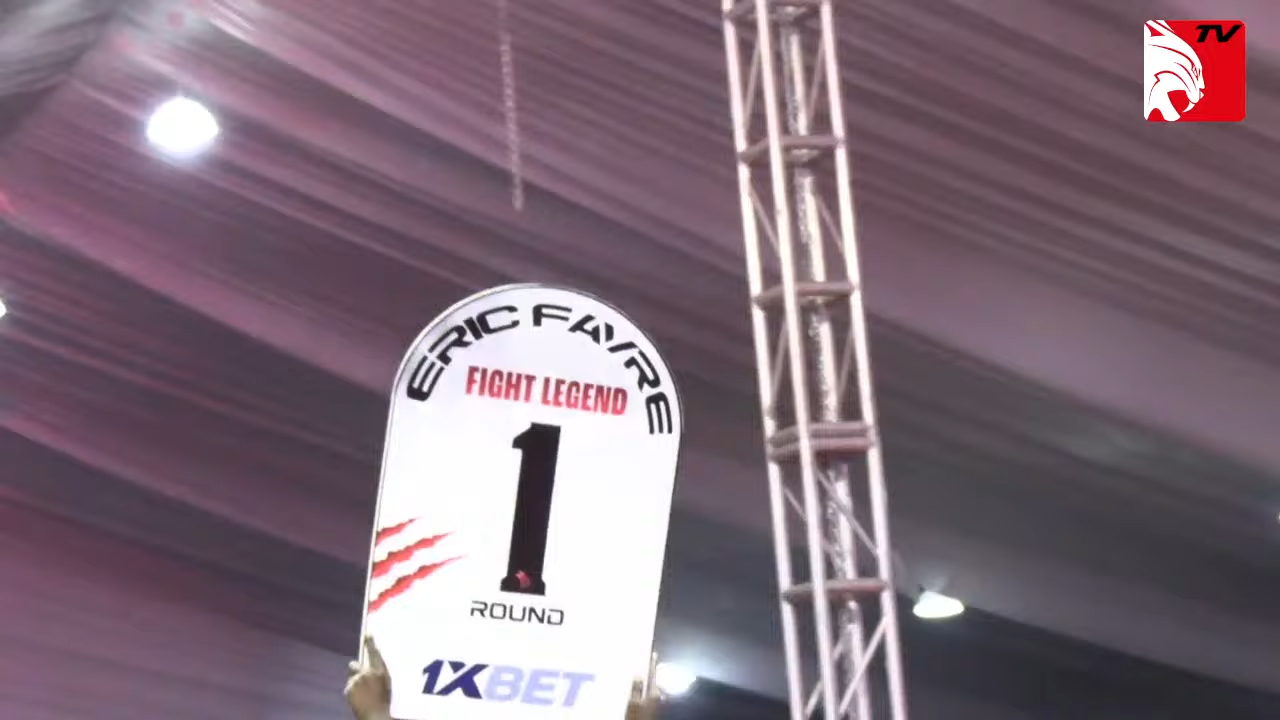 TV
ERIC FAVRE
FIGHT LEGEND
1
ROUND
1XBET